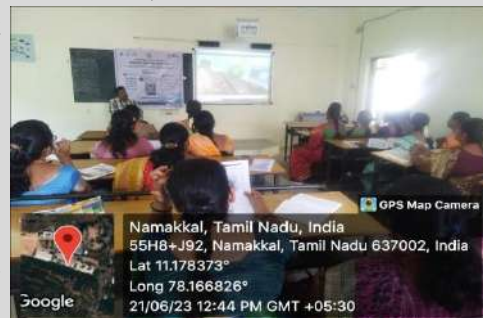 GPS Map Camera
Namakkal, Tamil Nadu, India
55H8+J92, Namakkal, Tamil Nadu 637002, India
Lat 11.178373°
Long 78.166826°
21/06/23 12:44 PM GMT +05:30
Google